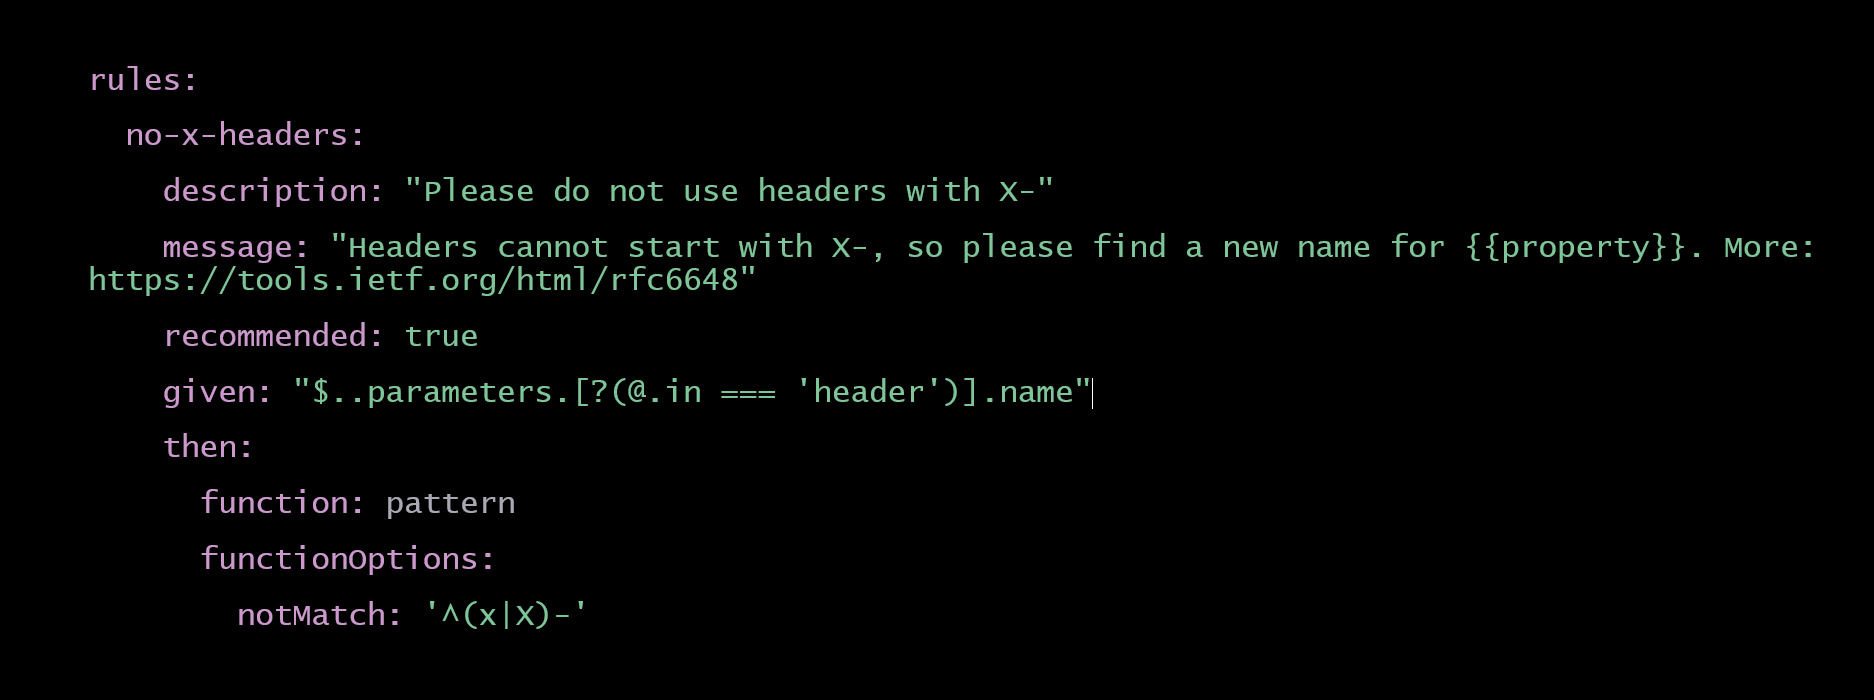 rules:
  no-x-headers:
    description: "Please do not use headers with X-"
    message: "Headers cannot start with X-, so please find a new name for {{property}}. More:
https://tools.ietf.org/html/rfc6648"
    recommended: true
    given: "$..parameters.[?(@.in === 'header')].name"
    then:
      function: pattern
      functionOptions:
        notMatch: '^(x|X)-'